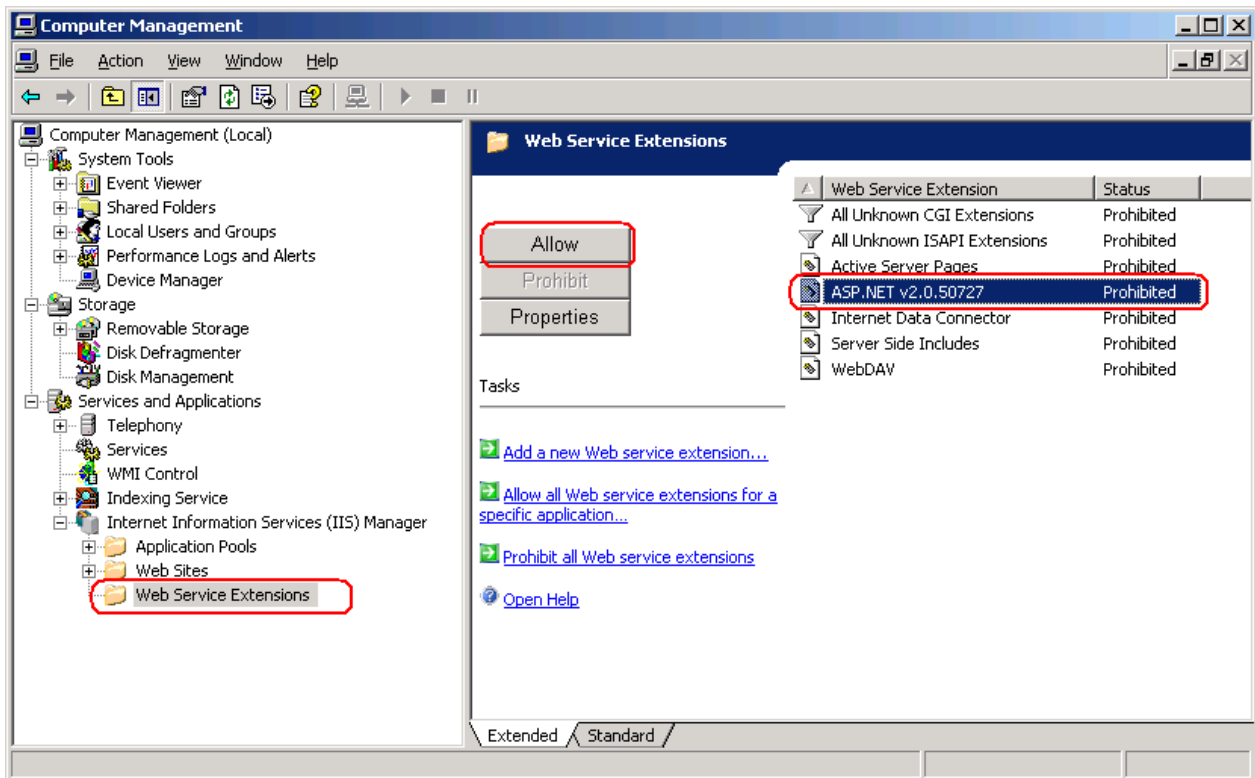 Computer Management
File Action View Window Help
Computer Management (Local)
System Tools
Event Viewer
Shared Folders
Local Users and Groups
Performance Logs and Alerts
Device Manager
Storage
Removable Storage
Disk Defragmenter
Disk Management
Services and Applications
Telephony
Services
WMI Control
Indexing Service
Internet Information Services (IIS) Manager
Application Pools
Web Sites
Web Service Extensions
Web Service Extensions
Allow
Prohibit
Properties
Tasks
Add a new Web service extension...
Allow all Web service extensions for a
specific application...
Prohibit all Web service extensions
Open Help
Web Service Extension Status
All Unknown CGI Extensions Prohibited
All Unknown ISAPI Extensions Prohibited
Active Server Pages Prohibited
ASP.NET v2.0.50727 Prohibited
Internet Data Connector Prohibited
Server Side Includes Prohibited
WebDAV Prohibited
Extended Standard